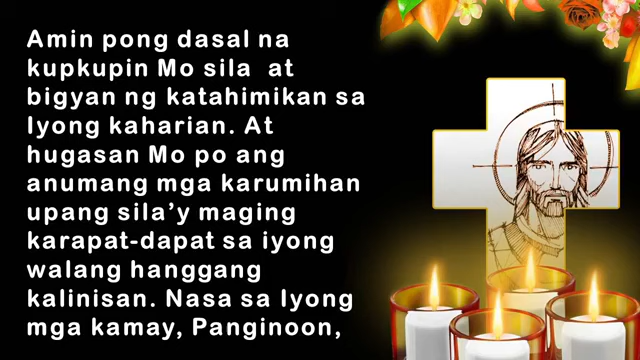 Amin pong dasal na
kupkupin Mo sila at
bigyan ng katahimikan sa
Iyong kaharian. At
hugasan Mo po ang
anumang mga karumihan
upang sila’y maging
karapat-dapat sa iyong
walang hanggang
kalinisan. Nasa sa Iyong
mga kamay, Panginoon,